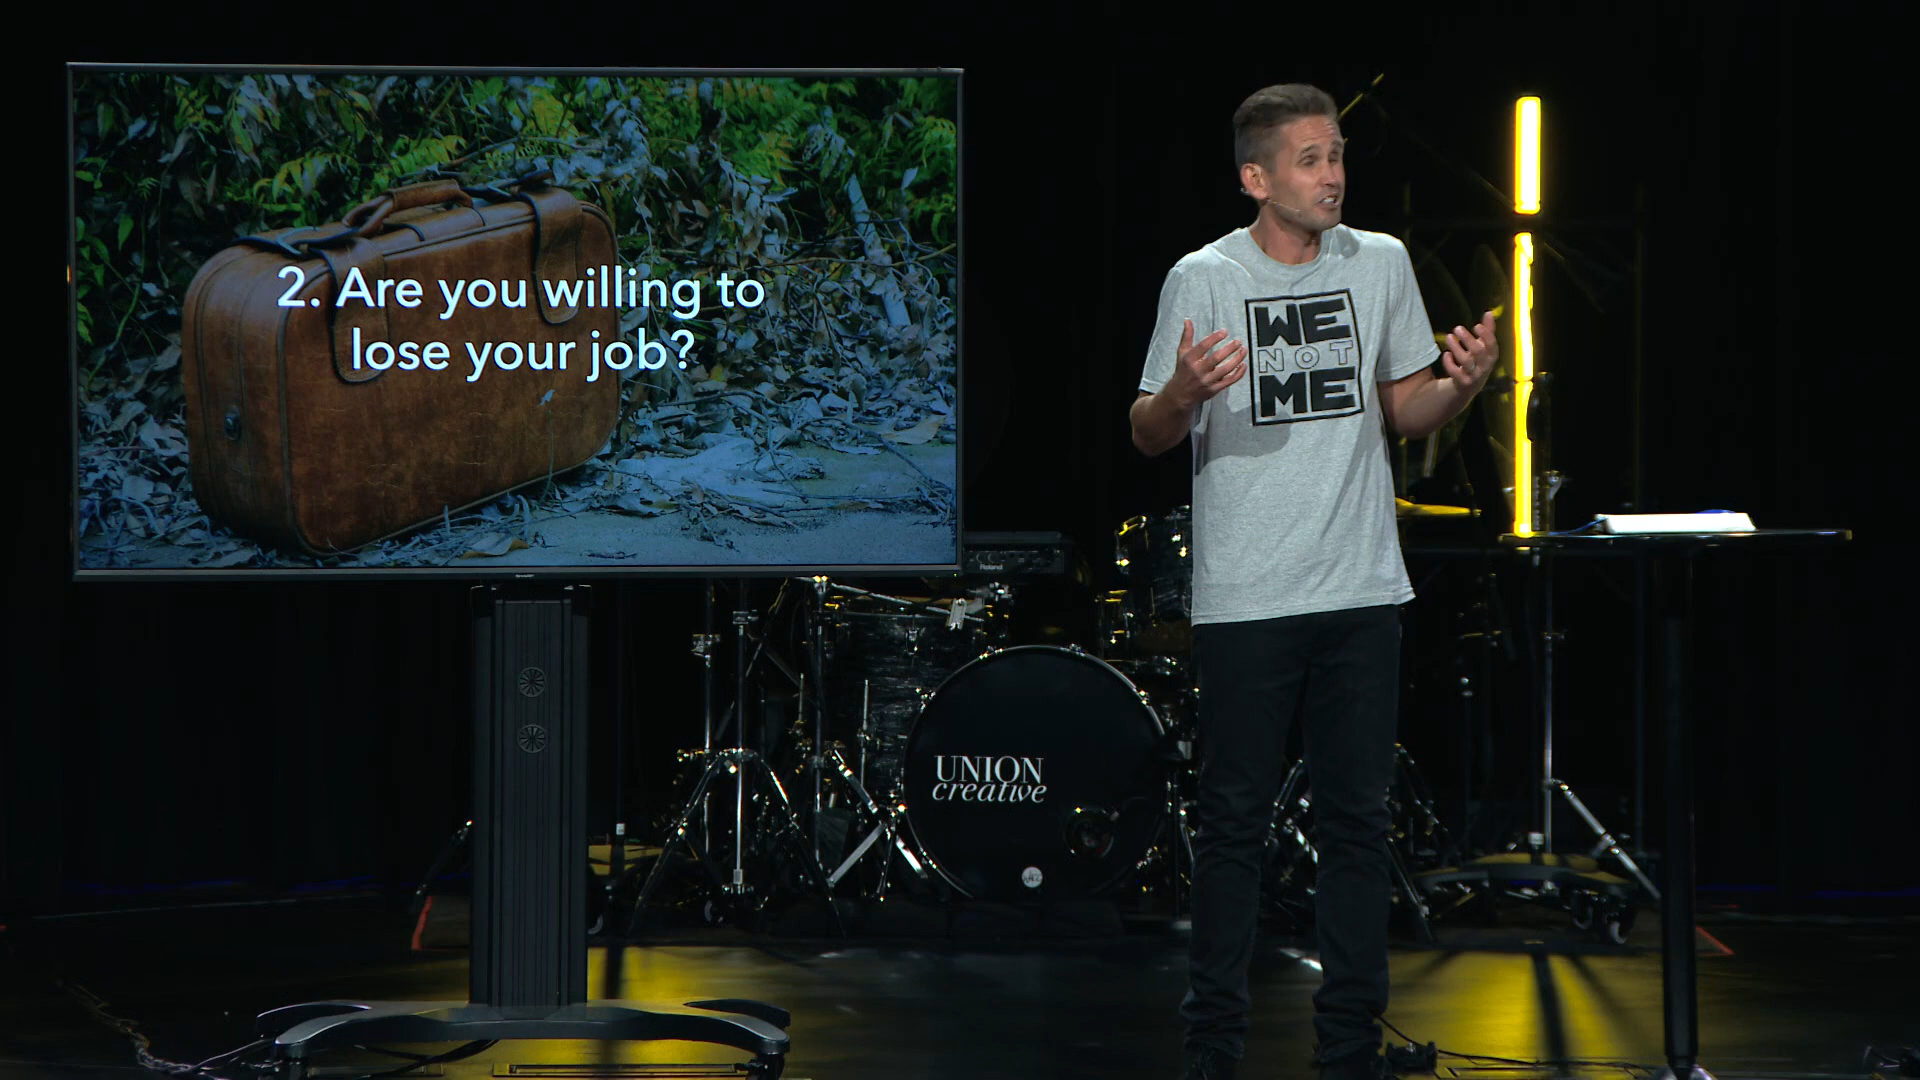 2. Are you willing to
lose your job?
WE
NOT
ME
Roland
UNION
creative